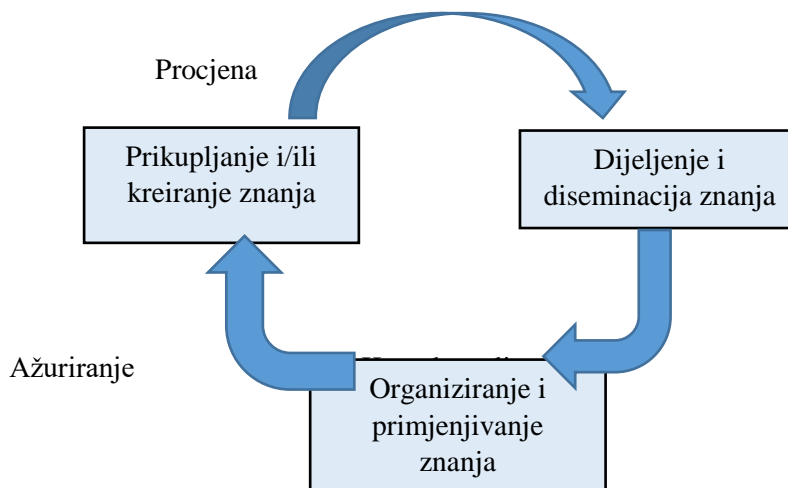 Procjena
Prikupljanje i/ili
kreiranje znanja
Dijeljenje i
diseminacija znanja
Ažuriranje
Organiziranje i
primjenjivanje
znanja